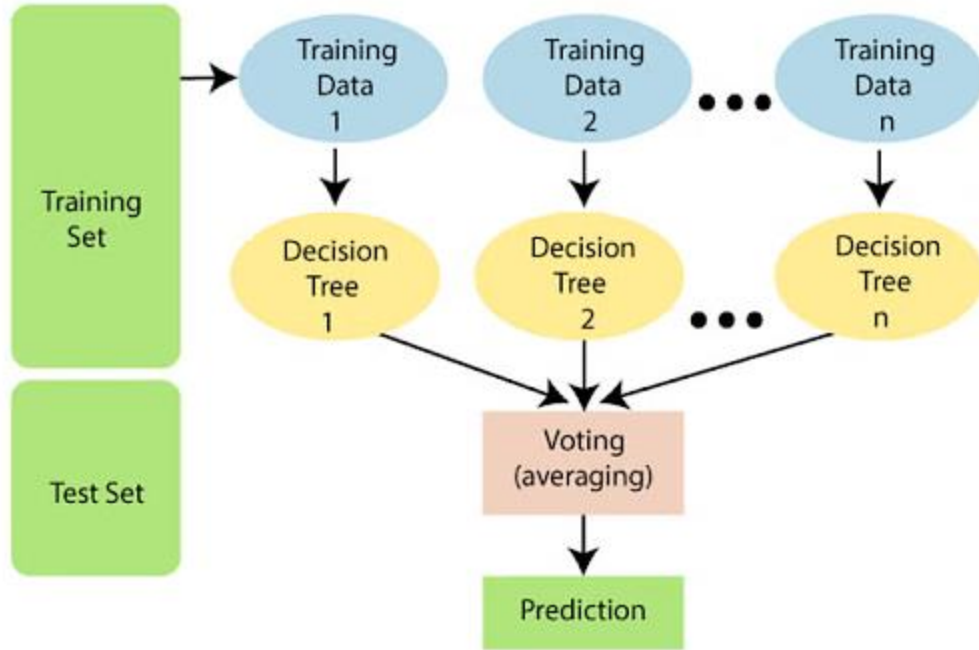 Training
Set
Test Set
Training
Data
1
Training
Data
2
Training
Data
n
Decision
Tree
1
Decision
Tree
2
Decision
Tree
n
Voting
(averaging)
Prediction